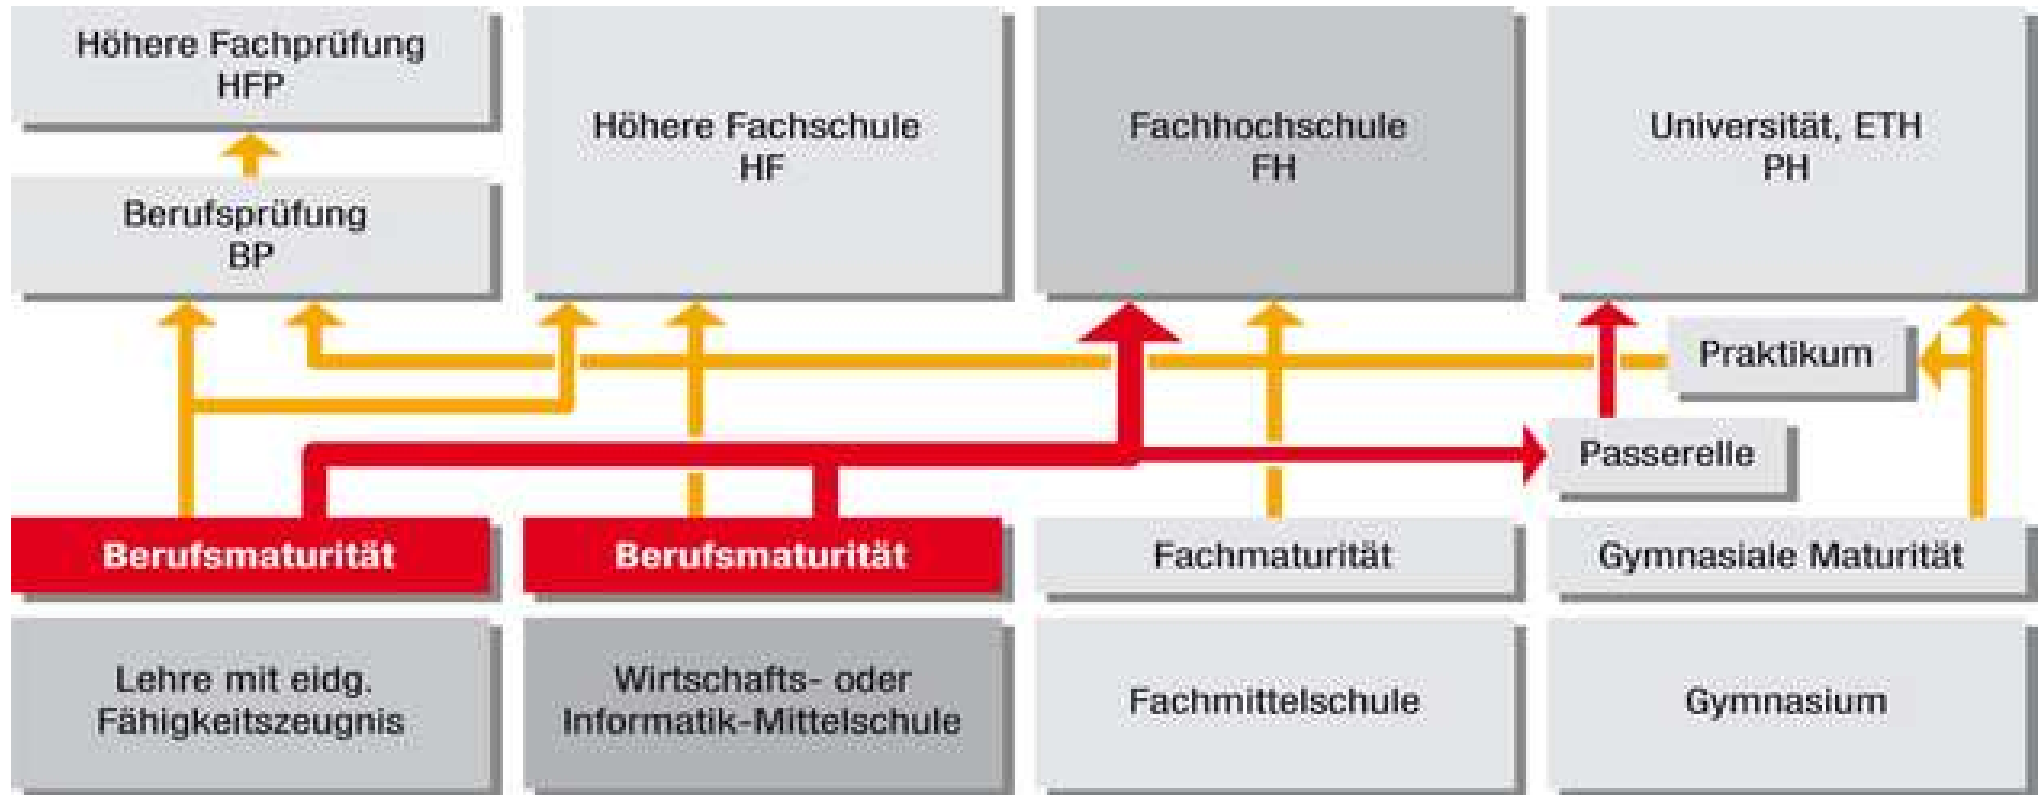 Höhere Fachprüfung
HFP
Berufsprüfung
BP
Höhere Fachschule
HF
Fachhochschule
FH
Universität, ETH
PH
Praktikum
Passerelle
Berufsmaturität
Berufsmaturität
Fachmaturität
Gymnasiale Maturität
Lehre mit eidg.
Fähigkeitszeugnis
Wirtschafts- oder
Informatik-Mittelschule
Fachmittelschule
Gymnasium